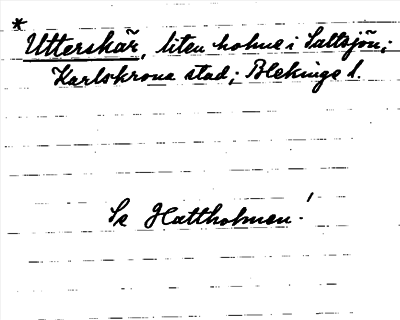 * Utterskär, liten holme i Saltsjön;
Karlskrona stad; Blekinge l.
Se Hattholmen!